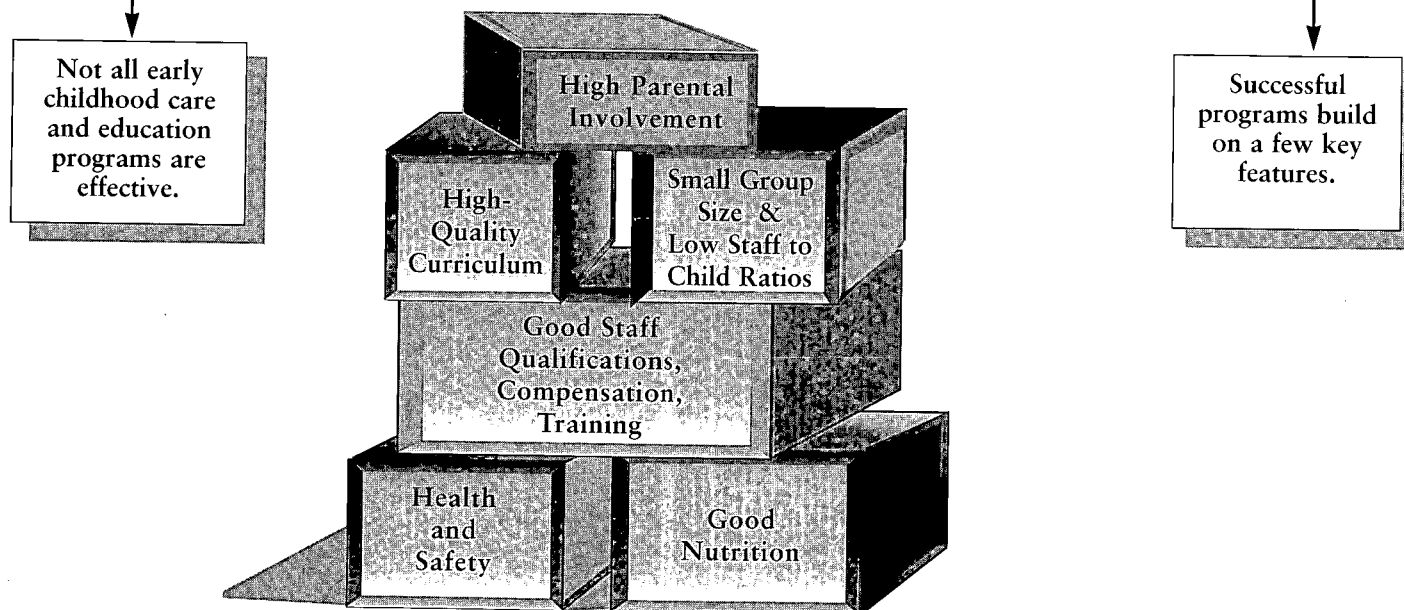 Not all early
childhood care
and education
programs are
effective.
High Parental
Involvement
High-
Quality
Curriculum
Small Group
Size &
Low Staff to
Child Ratios
Good Staff
Qualifications,
Compensation,
Training
Health
and
Safety
Good
Nutrition
Successful
programs build
on a few key
features.